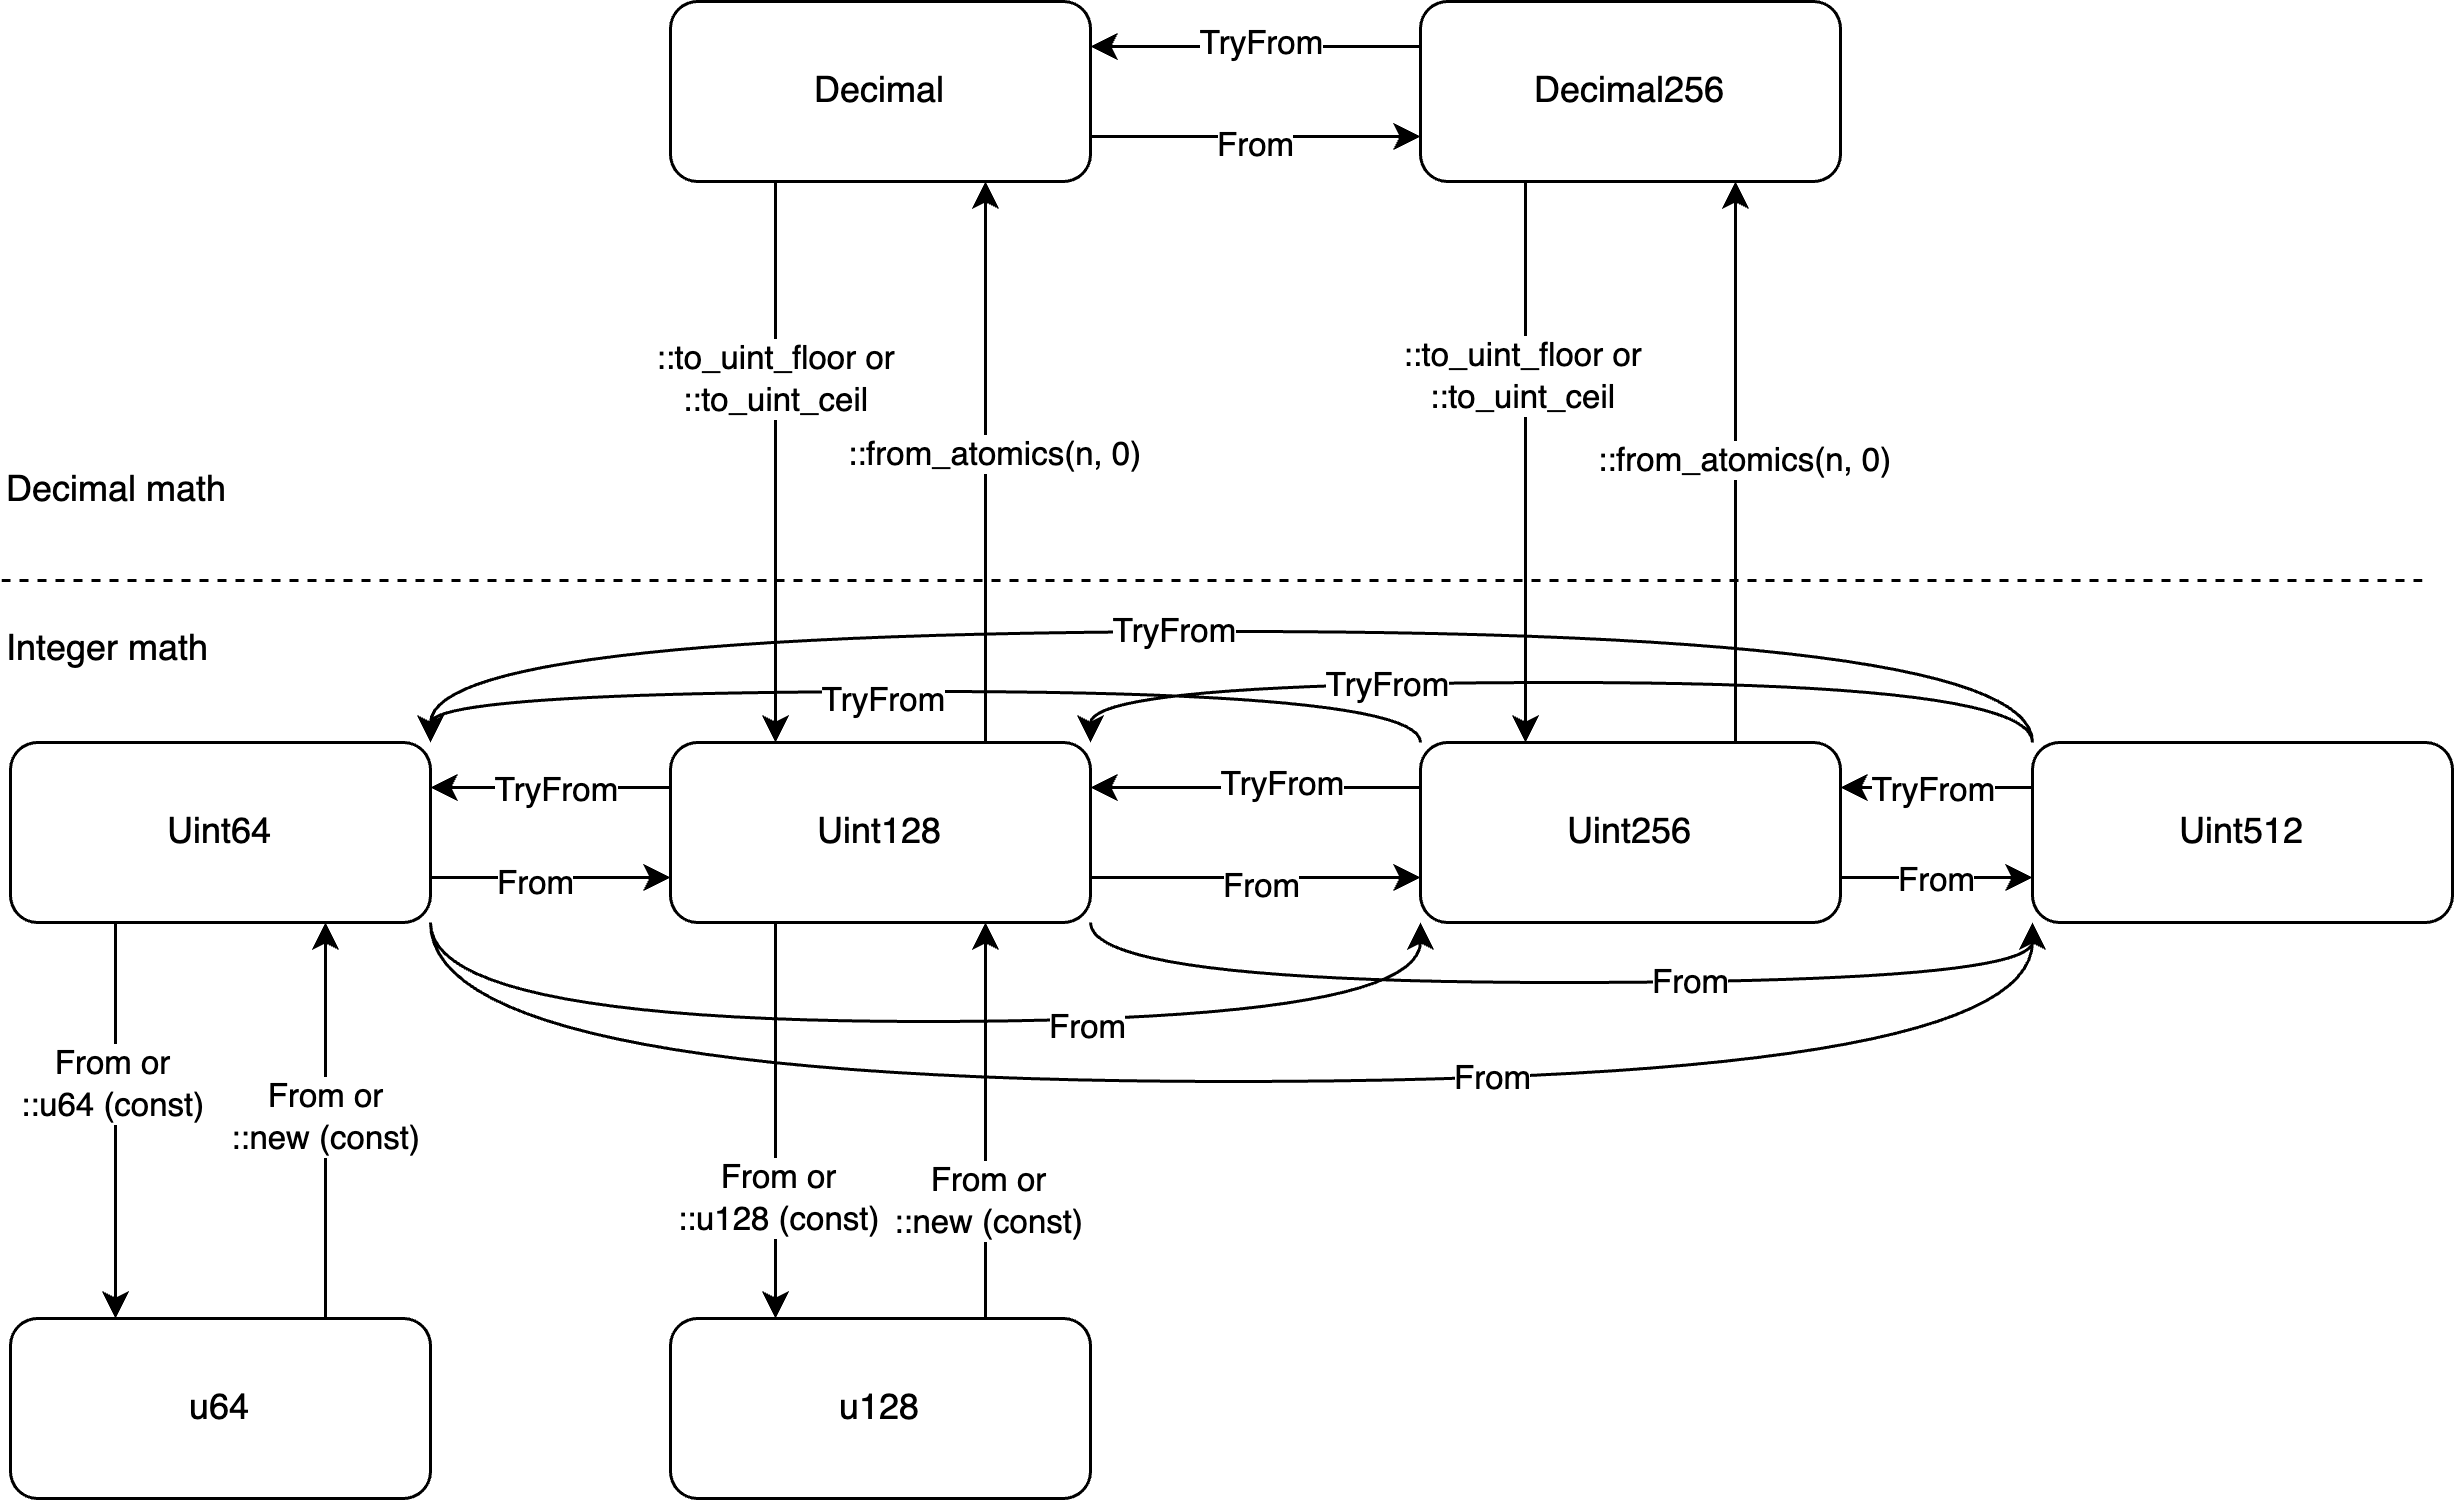 TryFrom
Decimal
Decimal256
From
::to_uint_floor or
::to_uint_ceil
::to_uint_floor or
::to_uint_ceil
::from_atomics(n, 0)
::from_atomics(n, 0)
Decimal math
Integer math
TryFrom
TryFrom
TryFrom
TryFrom
TryFrom
TryFrom
Uint64
Uint128
Uint256
Uint512
From
From
From
From
From
From
From or
::u64 (const)
From or
::new (const)
From or
::u128 (const)
From or
::new (const)
u64
u128